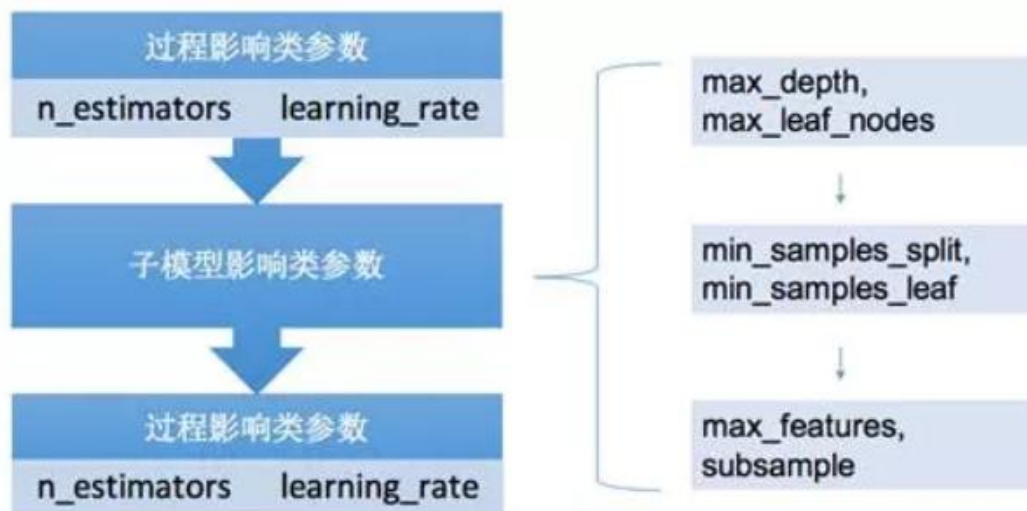 过程影响类参数
n_estimators learning_rate
子模型影响类参数
过程影响类参数
n_estimators learning_rate
max_depth,
max_leaf_nodes
min_samples_split,
min_samples_leaf
max_features,
subsample